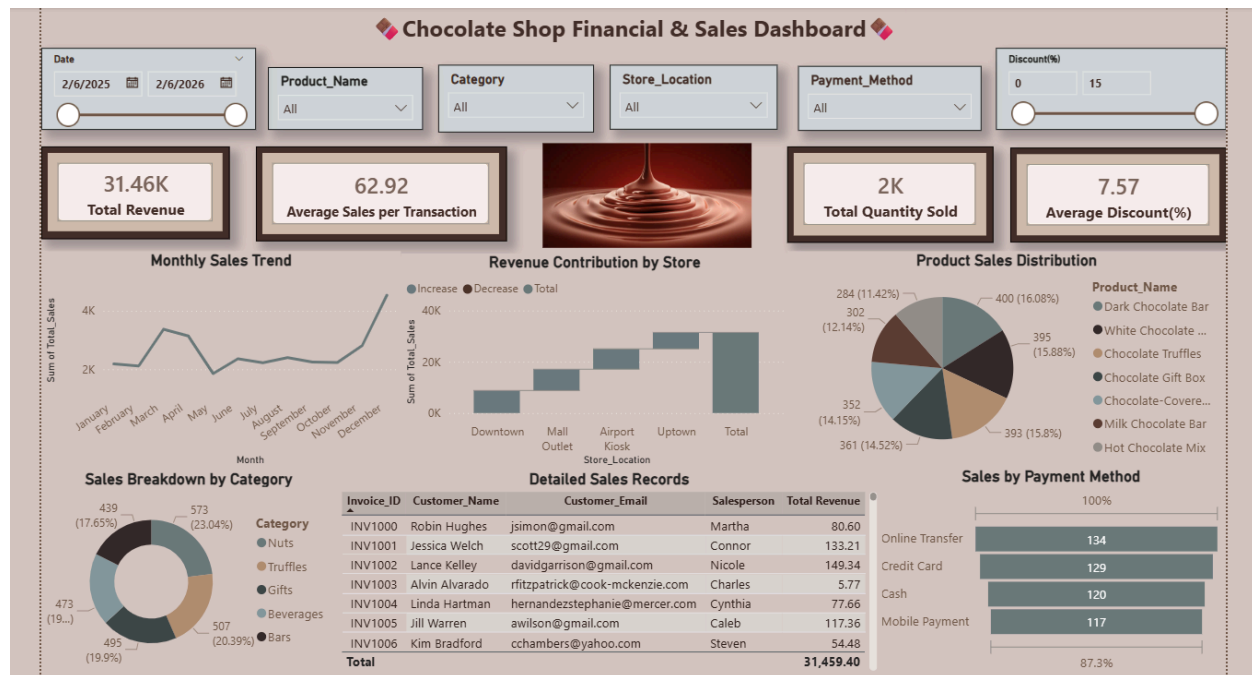 Chocolate Shop Financial & Sales Dashboard
Date
2/6/2025 2/6/2026
Product_Name
All
Category
All
Store_Location
All
Payment_Method
All
Discount(%)
0 15
31.46K
Total Revenue
62.92
Average Sales per Transaction
2K
Total Quantity Sold
7.57
Average Discount(%)
Monthly Sales Trend
Sum of Total_Sales
4K
2K
January
February
March
April
May
June
July
August
September
October
November
December
Month
Revenue Contribution by Store
Increase Decrease Total
Sum of Total_Sales
40K
20K
0K
Downtown
Mall
Outlet
Airport
Kiosk
Uptown
Total
Store_Location
Product Sales Distribution
400 (16.08%)
395
(15.88%)
393 (15.8%)
361 (14.52%)
352
(14.15%)
302
(12.14%)
284 (11.42%)
Product_Name
Dark Chocolate Bar
White Chocolate ...
Chocolate Truffles
Chocolate Gift Box
Chocolate-Covere...
Milk Chocolate Bar
Hot Chocolate Mix
Sales Breakdown by Category
573
(23.04%)
507
(20.39%)
495
(19.9%)
473
(19...)
439
(17.65%)
Category
Nuts
Truffles
Gifts
Beverages
Bars
Detailed Sales Records
Invoice_ID Customer_Name Customer_Email Salesperson Total Revenue
INV1000 Robin Hughes jsimon@gmail.com Martha 80.60
INV1001 Jessica Welch scott29@gmail.com Connor 133.21
INV1002 Lance Kelley davidgarrison@gmail.com Nicole 149.34
INV1003 Alvin Alvarado rfitzpatrick@cook-mckenzie.com Charles 5.77
INV1004 Linda Hartman hernandezstephanie@mercer.com Cynthia 77.66
INV1005 Jill Warren awilson@gmail.com Caleb 117.36
INV1006 Kim Bradford cchambers@yahoo.com Steven 54.48
Total 31,459.40
Sales by Payment Method
100%
Online Transfer 134
Credit Card 129
Cash 120
Mobile Payment 117
87.3%